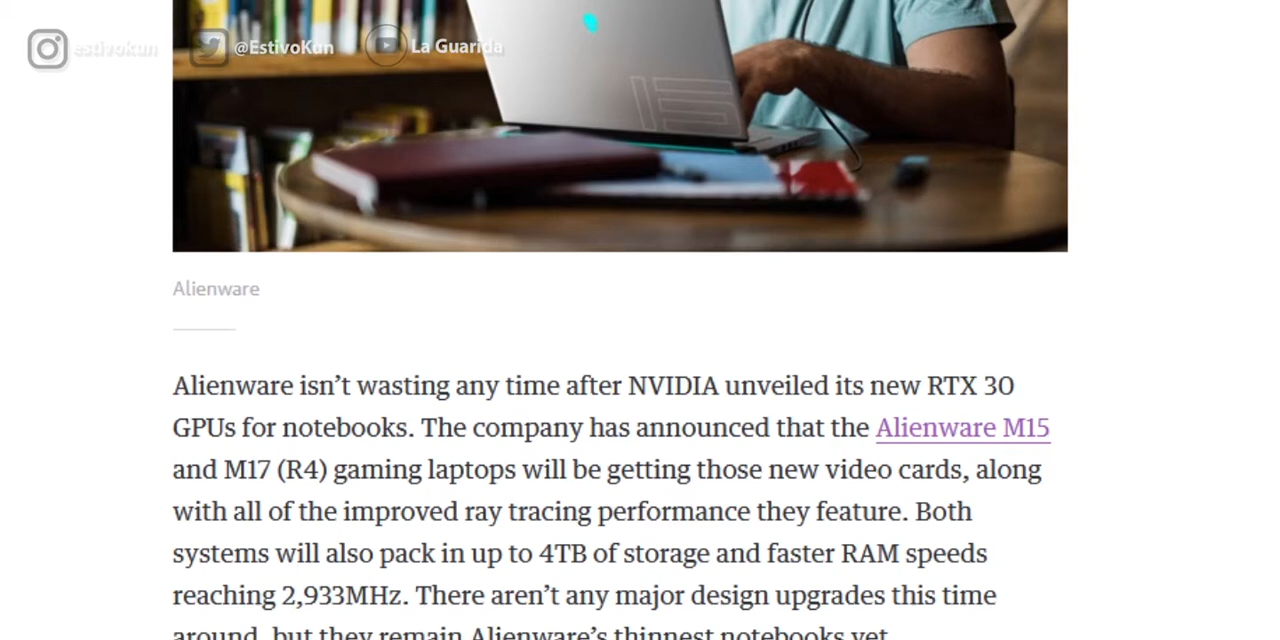 estivokun @EstivoKun La Guarida
15
Alienware
Alienware isn’t wasting any time after NVIDIA unveiled its new RTX 30
GPUs for notebooks. The company has announced that the Alienware M15
and M17 (R4) gaming laptops will be getting those new video cards, along
with all of the improved ray tracing performance they feature. Both
systems will also pack in up to 4TB of storage and faster RAM speeds
reaching 2,933MHz. There aren’t any major design upgrades this time
around, but they remain Alienware’s thinnest notebooks yet.